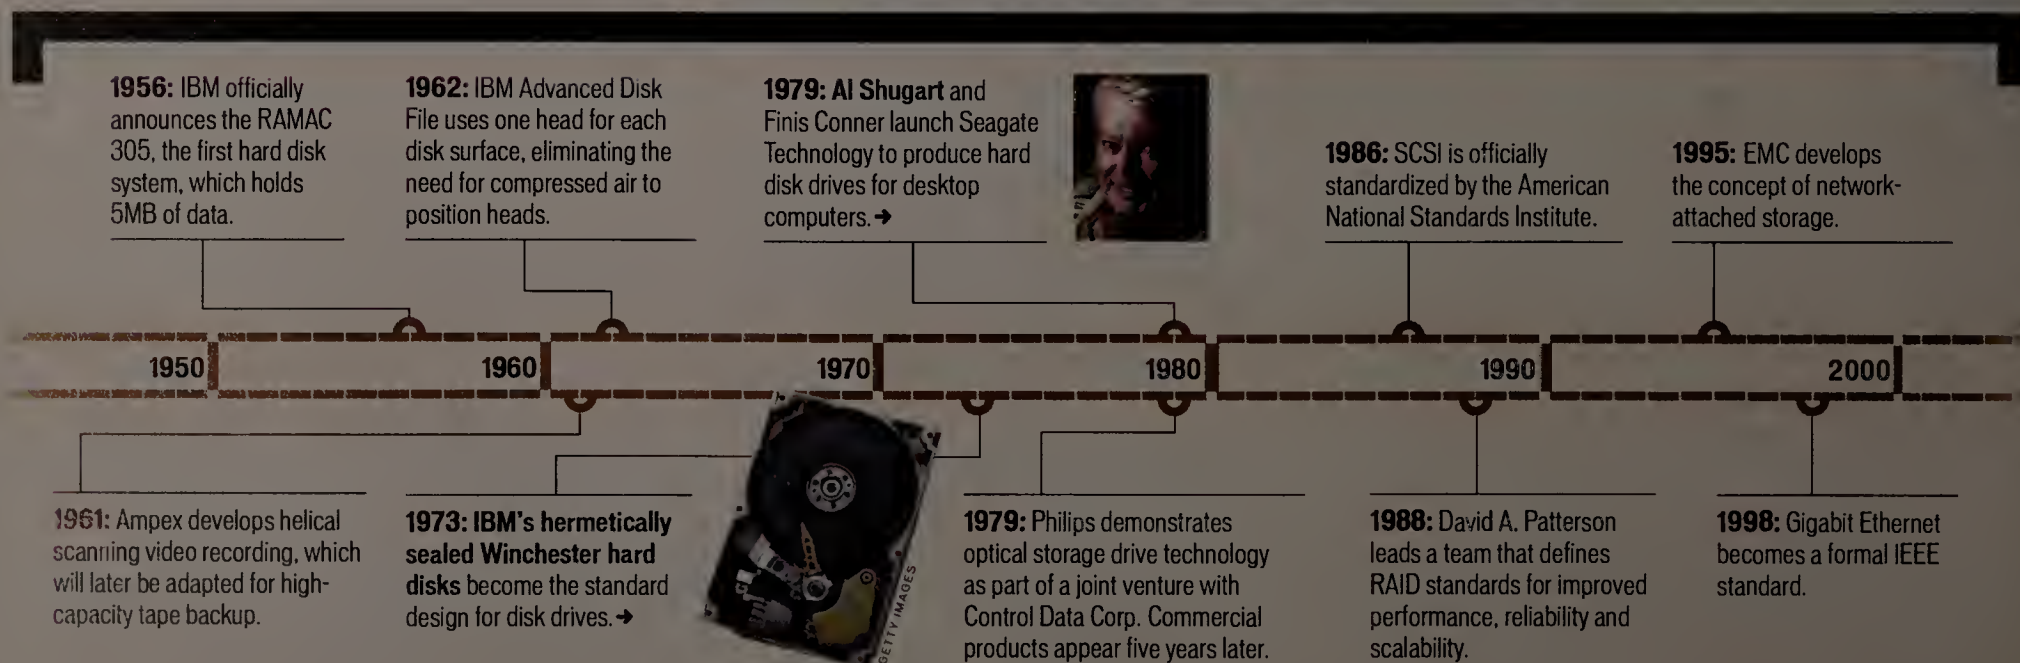 1956: IBM officially
announces the RAMAC
305, the first hard disk
system, which holds
5MB of data.
1962: IBM Advanced Disk
File uses one head for each
disk surface, eliminating the
need for compressed air to
position heads.
1979: Al Shugart and
Finis Conner launch Seagate
Technology to produce hard
disk drives for desktop
computers.➔
1986: SCSI is officially
standardized by the American
National Standards Institute.
1995: EMC develops
the concept of network-
attached storage.
1950
1960
1970
1980
1990
2000
1961: Ampex develops helical
scanning video recording, which
will later be adapted for high-
capacity tape backup.
1973: IBM's hermetically
sealed Winchester hard
disks become the standard
design for disk drives.➔
GETTY IMAGES
1979: Philips demonstrates
optical storage drive technology
as part of a joint venture with
Control Data Corp. Commercial
products appear five years later.
1988: David A. Patterson
leads a team that defines
RAID standards for improved
performance, reliability and
scalability.
1998: Gigabit Ethernet
becomes a formal IEEE
standard.